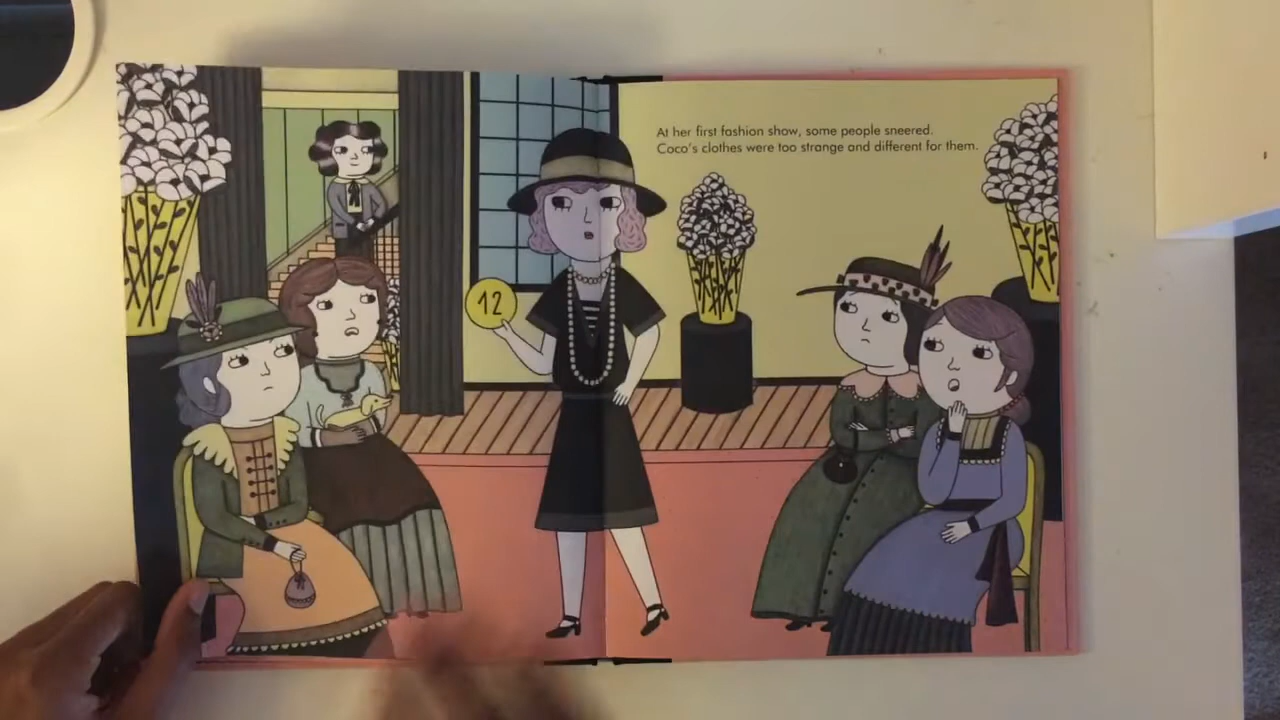 At her first fashion show, some people sneered.
Coco's clothes were too strange and different for them.
12